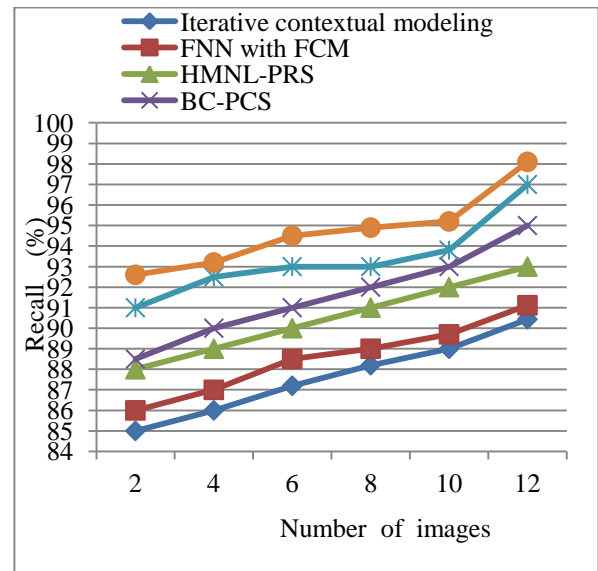 Iterative contextual modeling
FNN with FCM
HMNL-PRS
BC-PCS
100
99
98
97
96
95
94
93
92
91
90
89
88
87
86
85
84
Recall (%)
2 4 6 8 10 12
Number of images